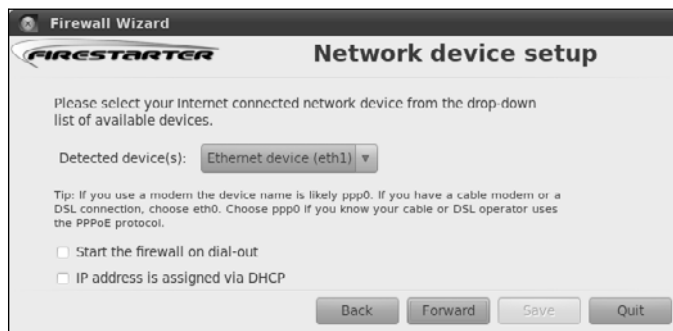 Firewall Wizard
FIRESTARTER
Network device setup
Please select your Internet connected network device from the drop-down
list of available devices.
Detected device(s):
Ethernet device (eth1)
Tip: If you use a modem the device name is likely ppp0. If you have a cable modem or a
DSL connection, choose eth0. Choose ppp0 if you know your cable or DSL operator uses
the PPPoE protocol.
Start the firewall on dial-out
IP address is assigned via DHCP
Back
Forward
Save
Quit